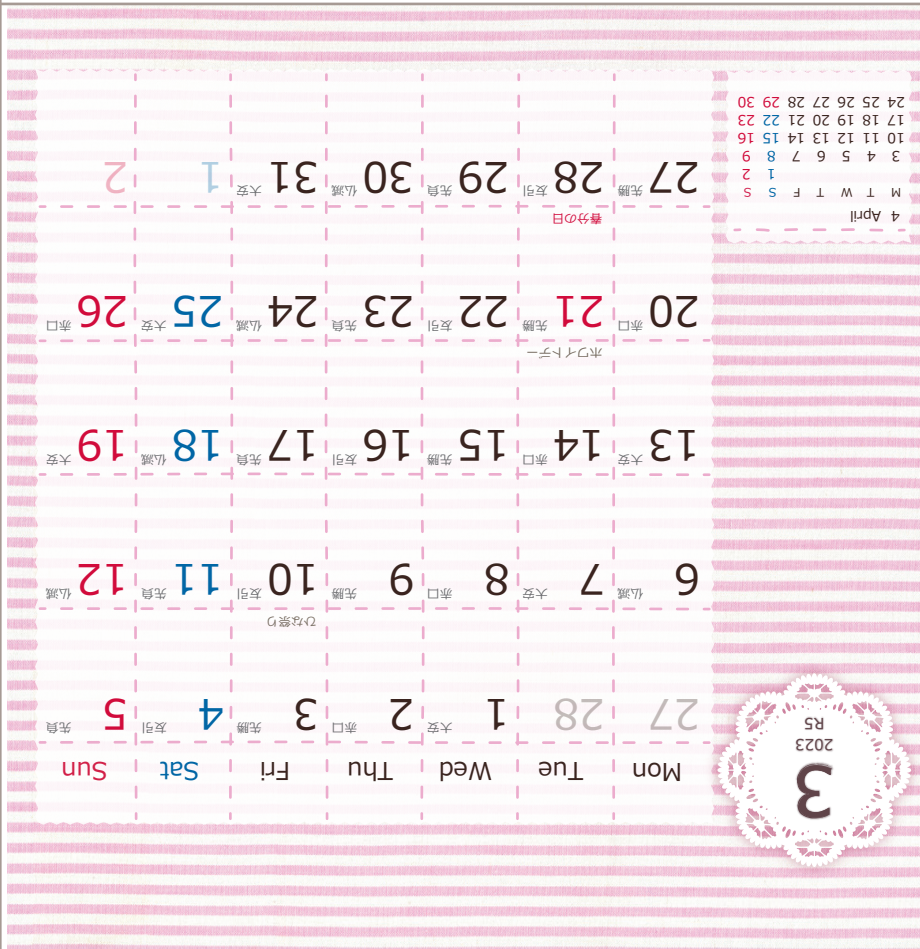 3
2023
R5
Mon Tue Wed Thu Fri Sat Sun
27 28 1 大安 2 赤口 3 先勝 4 友引 5 先負
ひな祭り
6 仏滅 7 大安 8 赤口 9 先勝 10 友引 11 先負 12 仏滅
13 大安 14 赤口 15 先勝 16 友引 17 先負 18 仏滅 19 大安
ホワイトデー
20 赤口 21 先勝 22 友引 23 先負 24 仏滅 25 大安 26 赤口
春分の日
27 先勝 28 友引 29 先負 30 仏滅 31 大安 1 2
4 April
M T W T F S S
1 2
3 4 5 6 7 8 9
10 11 12 13 14 15 16
17 18 19 20 21 22 23
24 25 26 27 28 29 30